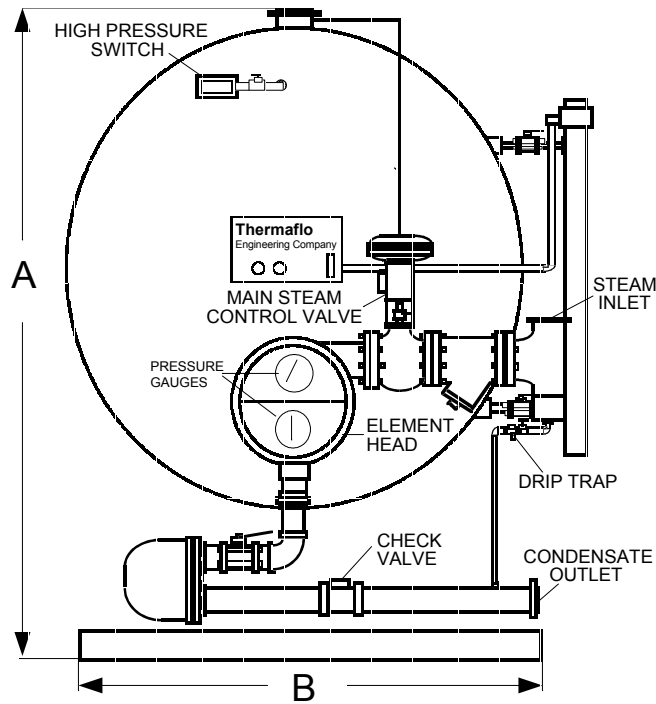 HIGH PRESSURE
SWITCH
A
Thermaflo
Engineering Company
MAIN STEAM
CONTROL VALVE
STEAM
INLET
PRESSURE
GAUGES
ELEMENT
HEAD
DRIP TRAP
CHECK
VALVE
CONDENSATE
OUTLET
B